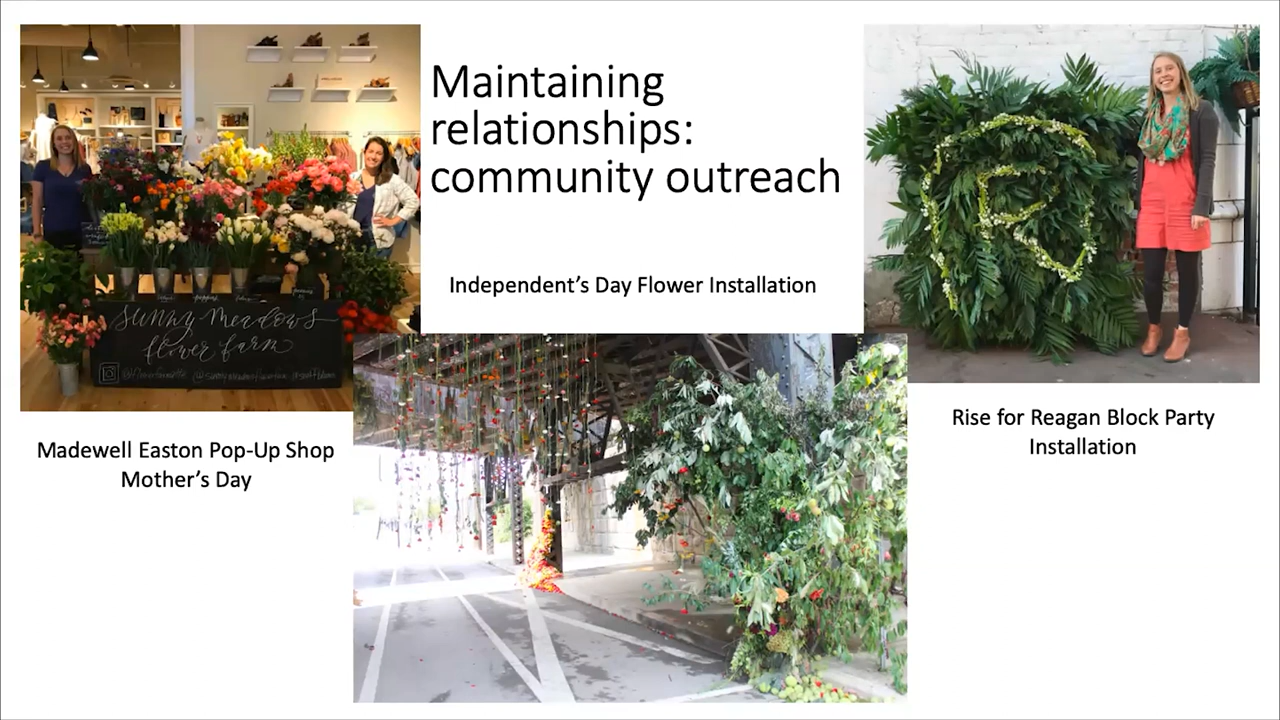 Maintaining
relationships:
community outreach
Independent's Day Flower Installation
Sunny Meadows
flower farm
Madewell Easton Pop-Up Shop
Mother's Day
Rise for Reagan Block Party
Installation